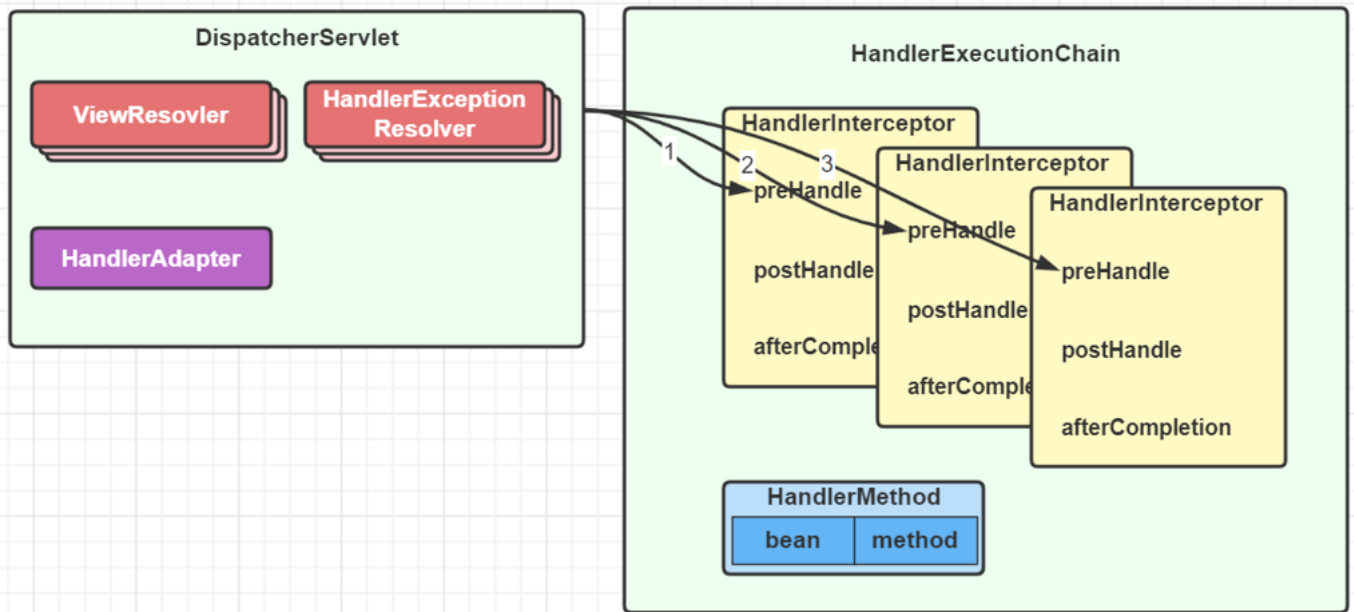 DispatcherServlet
ViewResovler
HandlerException
Resolver
HandlerAdapter
HandlerExecutionChain
HandlerInterceptor
1
preHandle
postHandle
afterComple
HandlerInterceptor
2
preHandle
postHandle
afterComple
HandlerInterceptor
3
preHandle
postHandle
afterCompletion
HandlerMethod
bean method